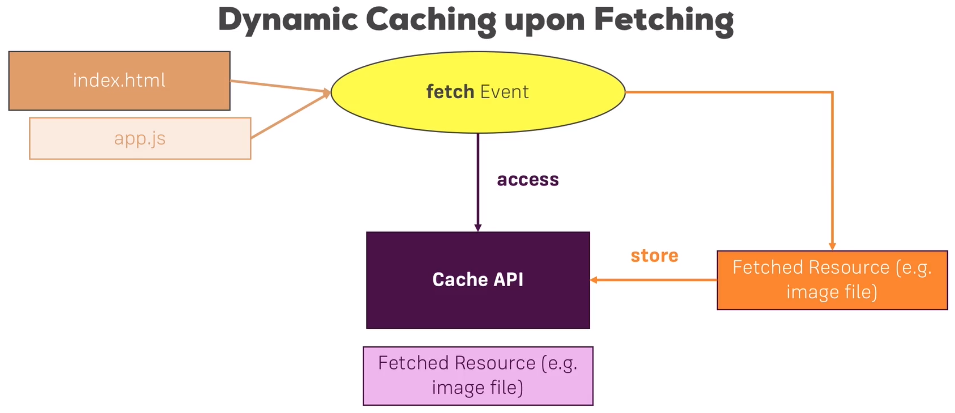 Dynamic Caching upon Fetching
index.html
fetch Event
app.js
access
store
Cache API
Fetched Resource (e.g.
image file)
Fetched Resource (e.g.
image file)